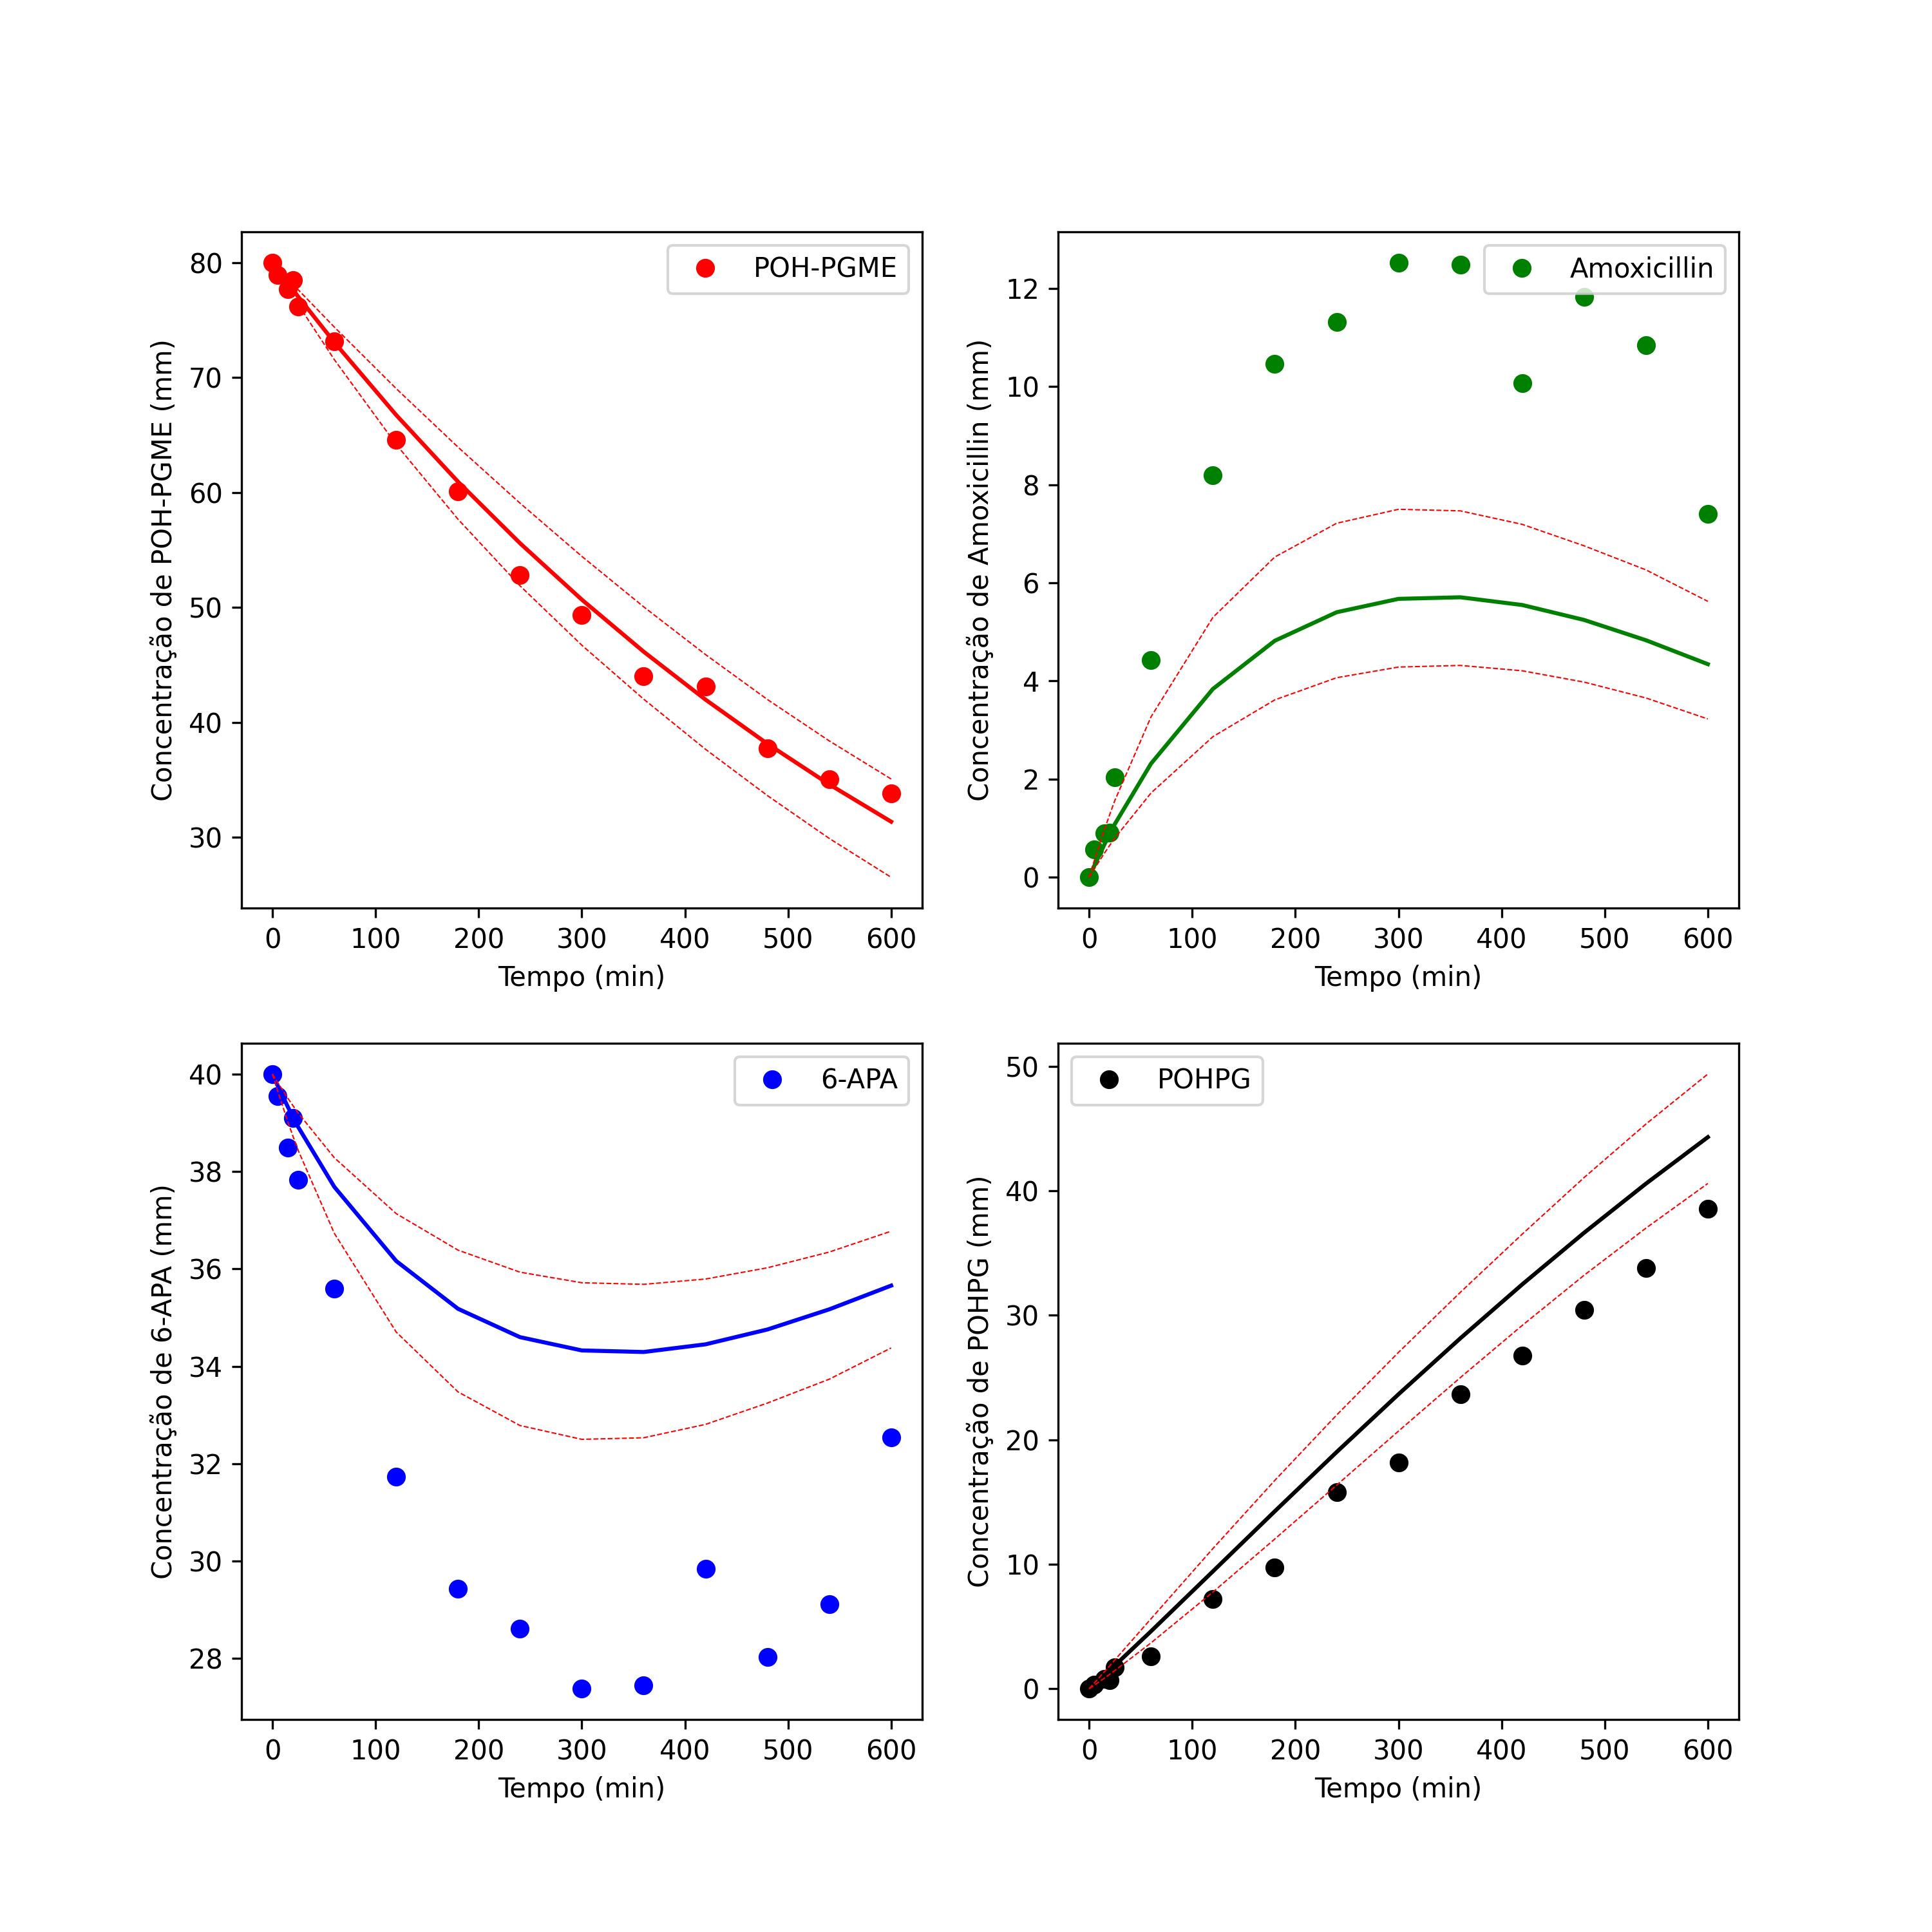 POH-PGME
80
70
60
50
40
30
Concentração de POH-PGME (mm)
0 100 200 300 400 500 600
Tempo (min)
Amoxicillin
12
10
8
6
4
2
0
Concentração de Amoxicillin (mm)
0 100 200 300 400 500 600
Tempo (min)
6-APA
40
38
36
34
32
30
28
Concentração de 6-APA (mm)
0 100 200 300 400 500 600
Tempo (min)
POHPG
50
40
30
20
10
0
Concentração de POHPG (mm)
0 100 200 300 400 500 600
Tempo (min)